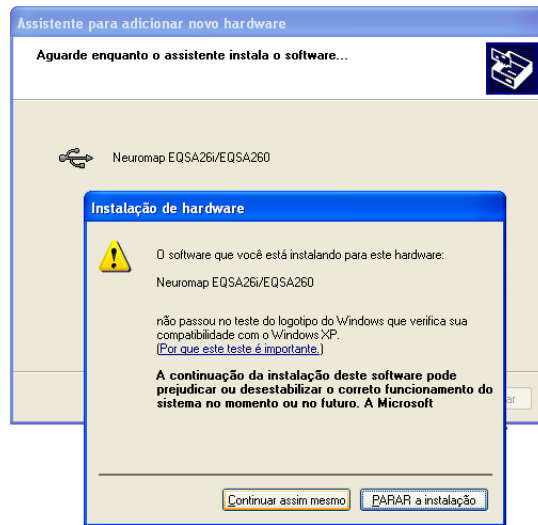 Assistente para adicionar novo hardware
Aguarde enquanto o assistente instala o software...
Neuromap EQSA26i/EQSA260
Instalação de hardware
O software que você está instalando para este hardware:
Neuromap EQSA26i/EQSA260
não passou no teste do logotipo do Windows que verifica sua
compatibilidade com o Windows XP.
(Por que este teste é importante.)
A continuação da instalação deste software pode
prejudicar ou desestabilizar o correto funcionamento do
sistema no momento ou no futuro. A Microsoft
Continuar assim mesmo
PARAR a instalação